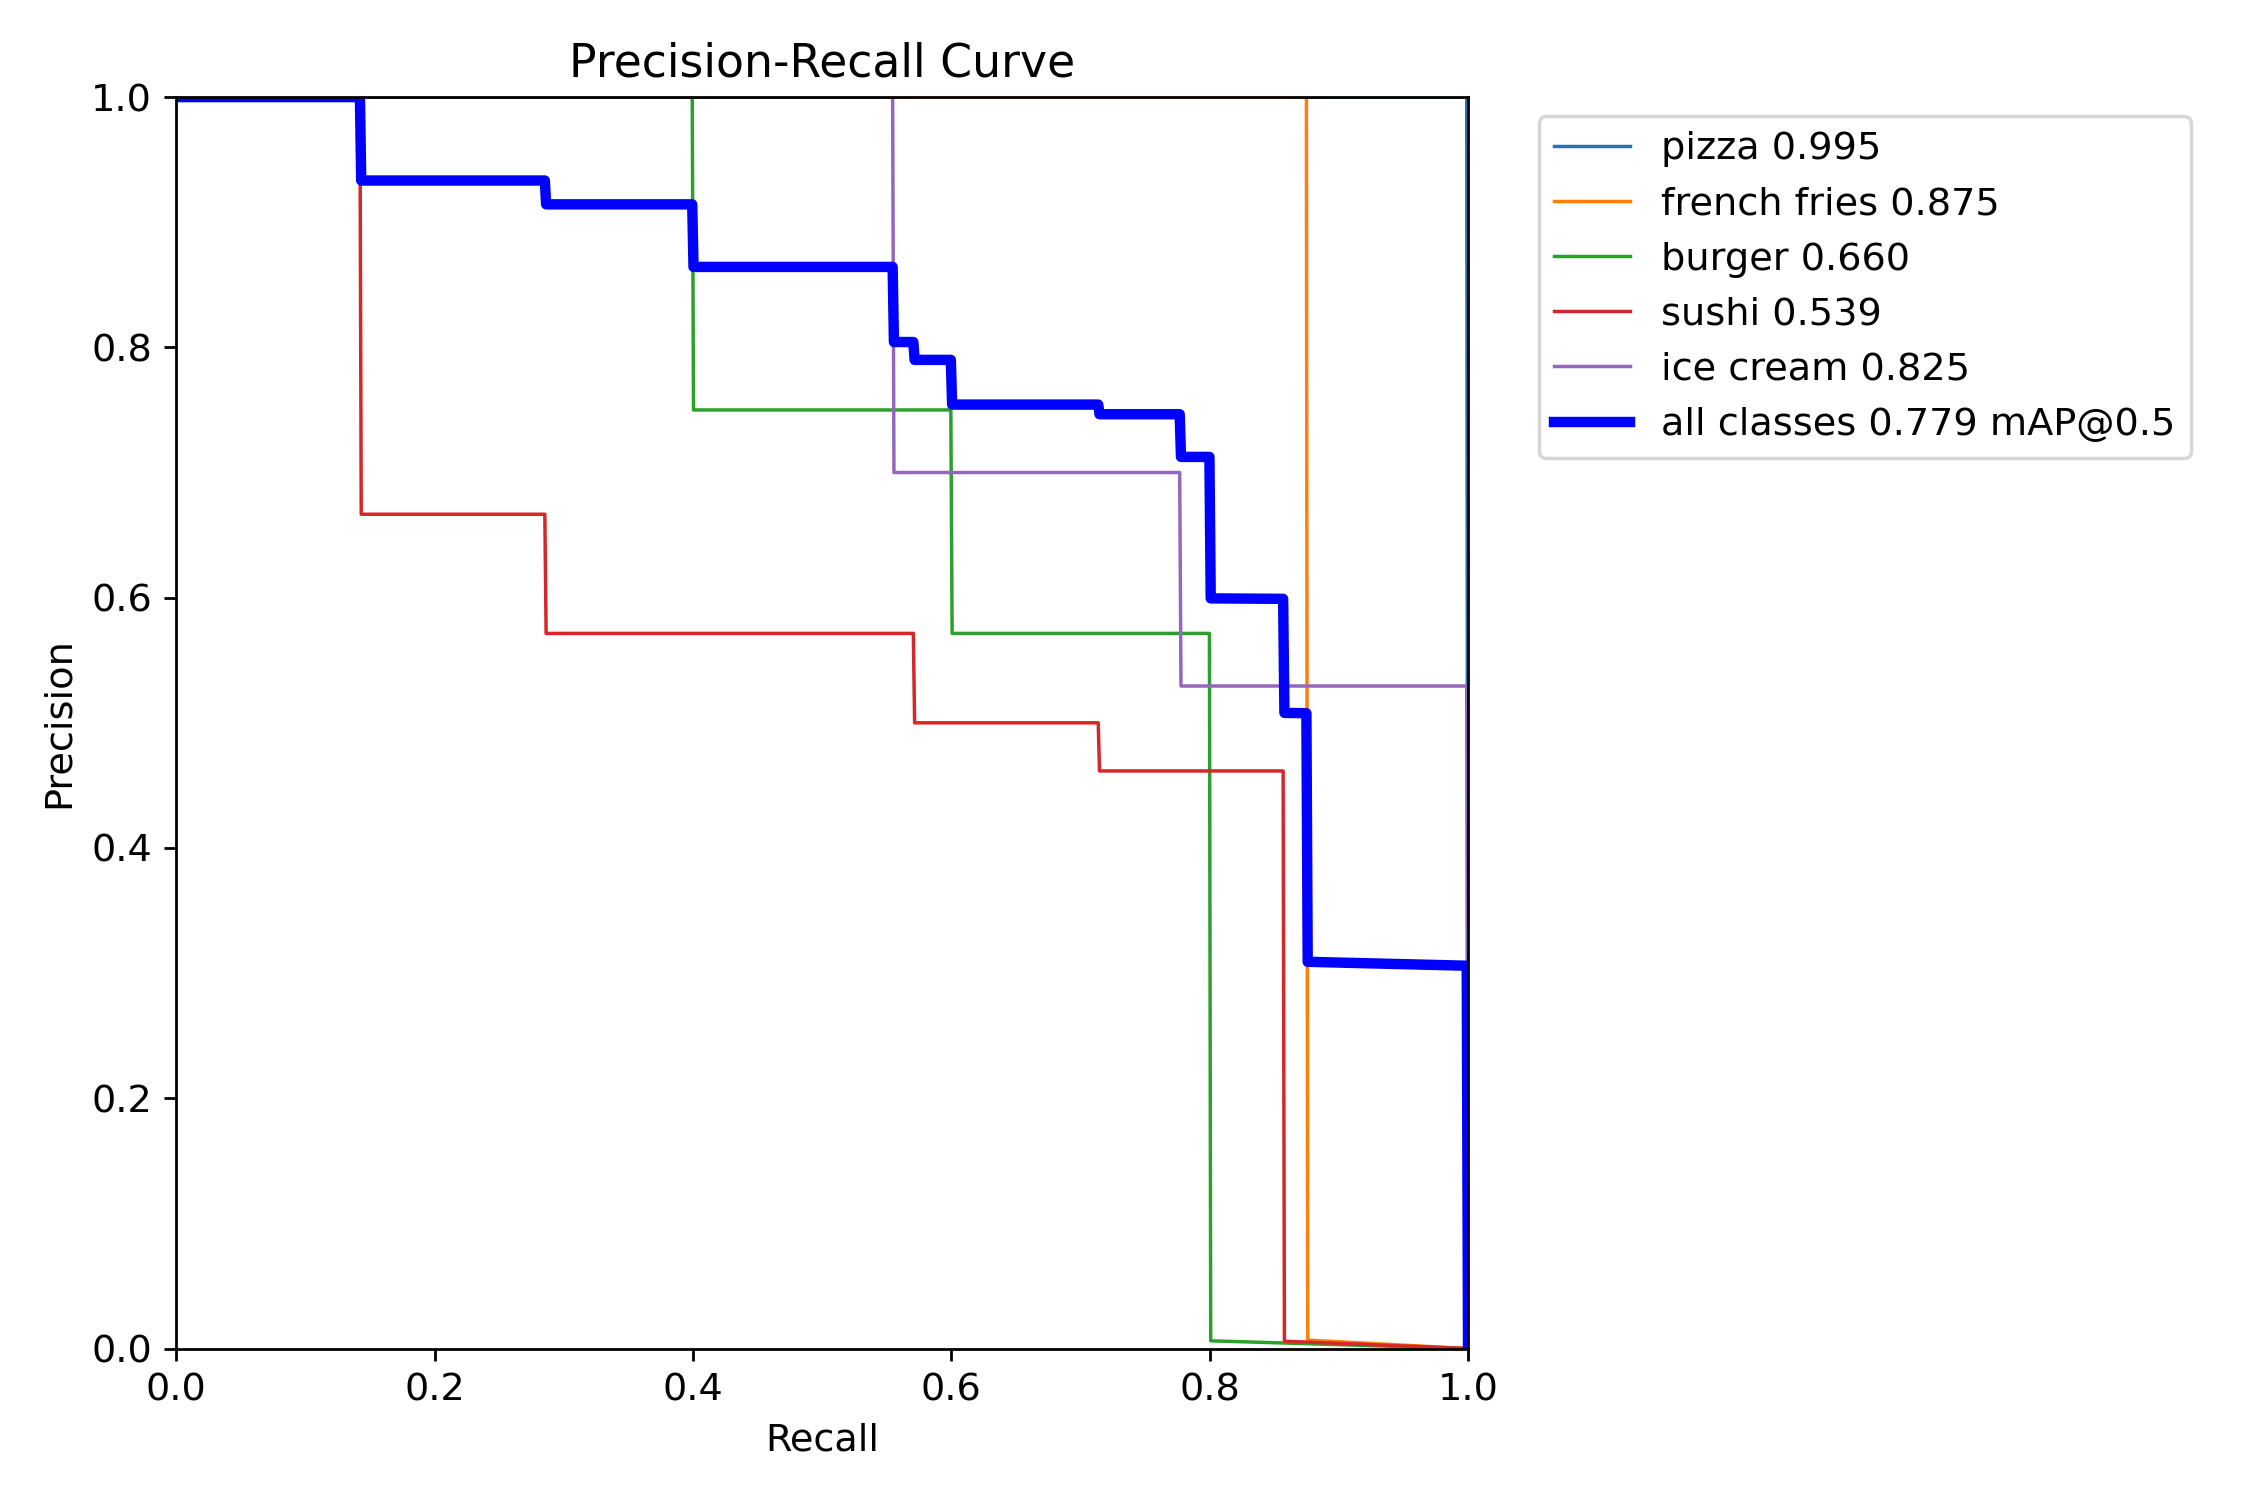 Precision-Recall Curve
1.0
0.8
0.6
0.4
0.2
0.0
Precision
0.0 0.2 0.4 0.6 0.8 1.0
Recall
pizza 0.995
french fries 0.875
burger 0.660
sushi 0.539
ice cream 0.825
all classes 0.779 mAP@0.5